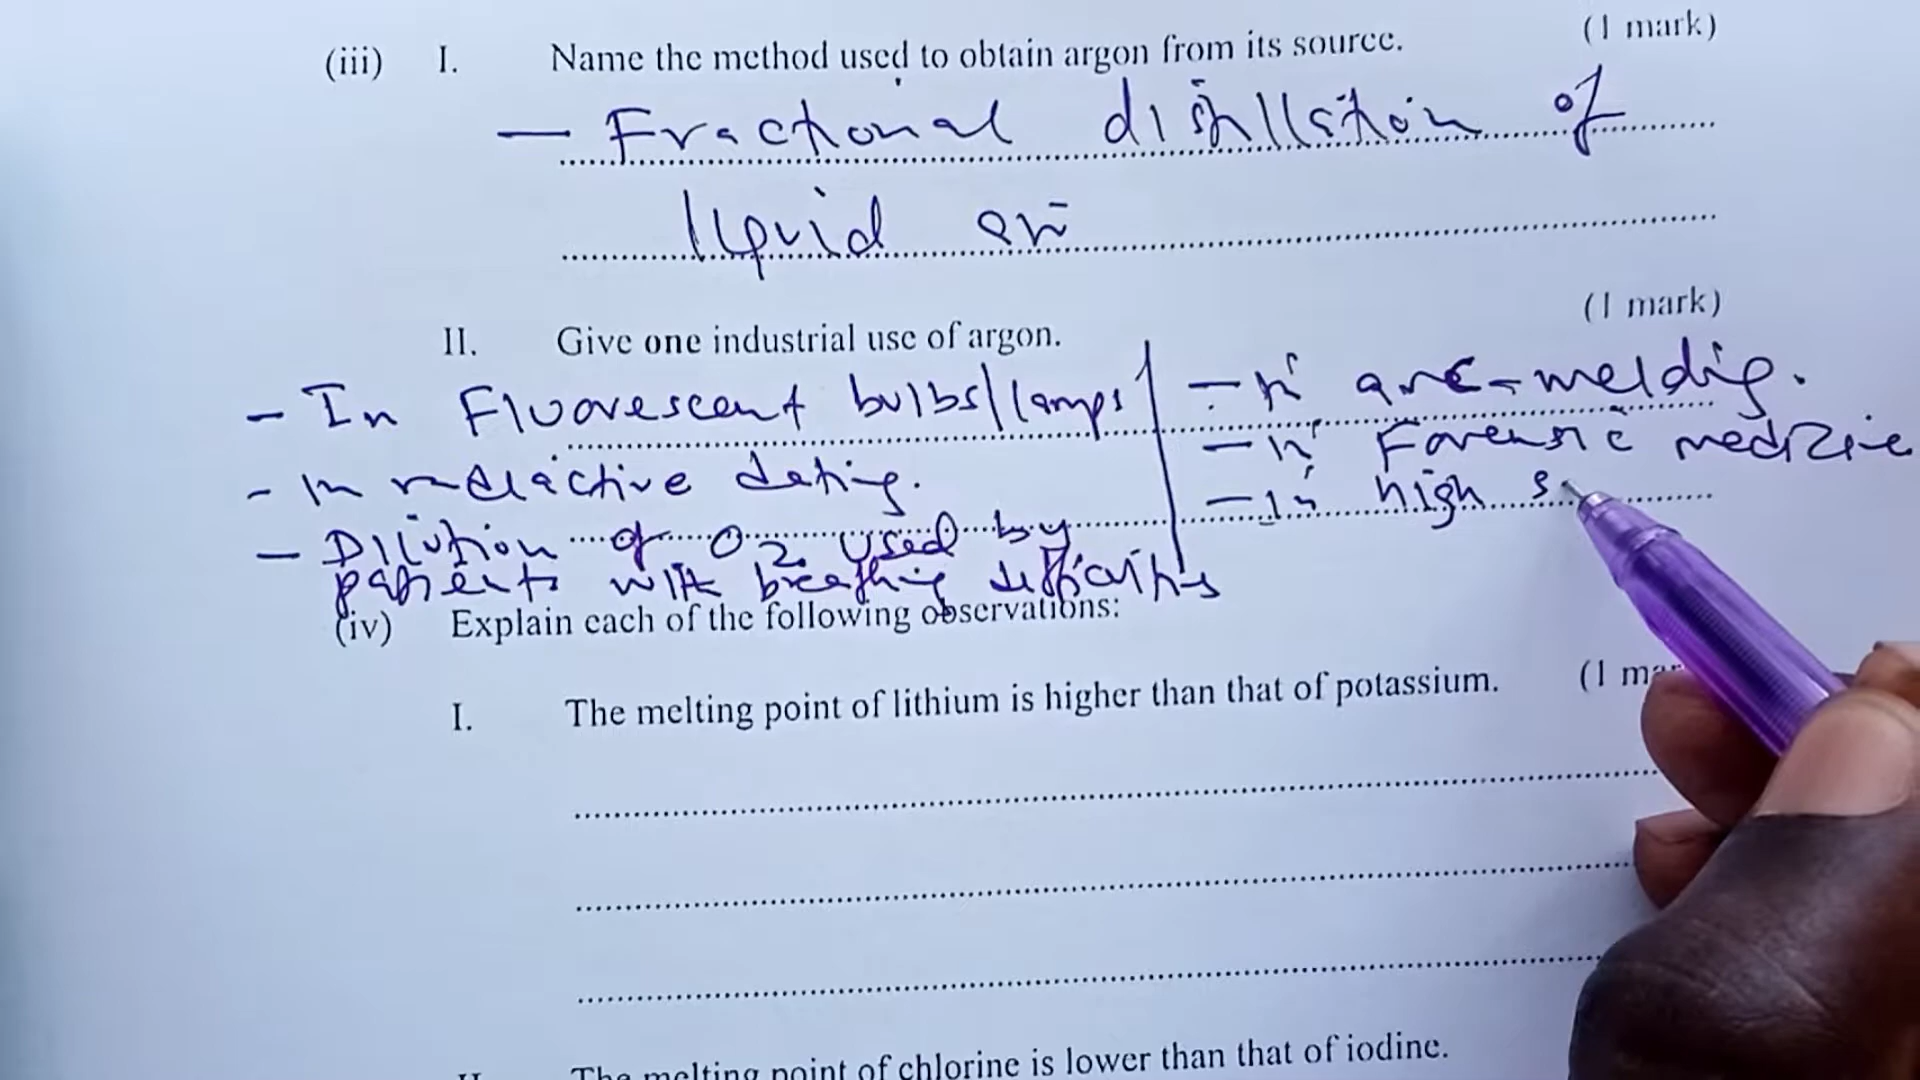 (iii) I. Name the method used to obtain argon from its source. (1 mark)
— Fractional distillation of
liquid air
II. Give one industrial use of argon. (1 mark)
- In Fluorescent bulbs/lamps
- In radioactive dating.
- Dilution of O2 used by
patients with breathing difficulties
- In arc-welding.
- In Forensic medicine
- In high s
(iv) Explain each of the following observations:
I. The melting point of lithium is higher than that of potassium. (1 mar
The melting point of chlorine is lower than that of iodine.